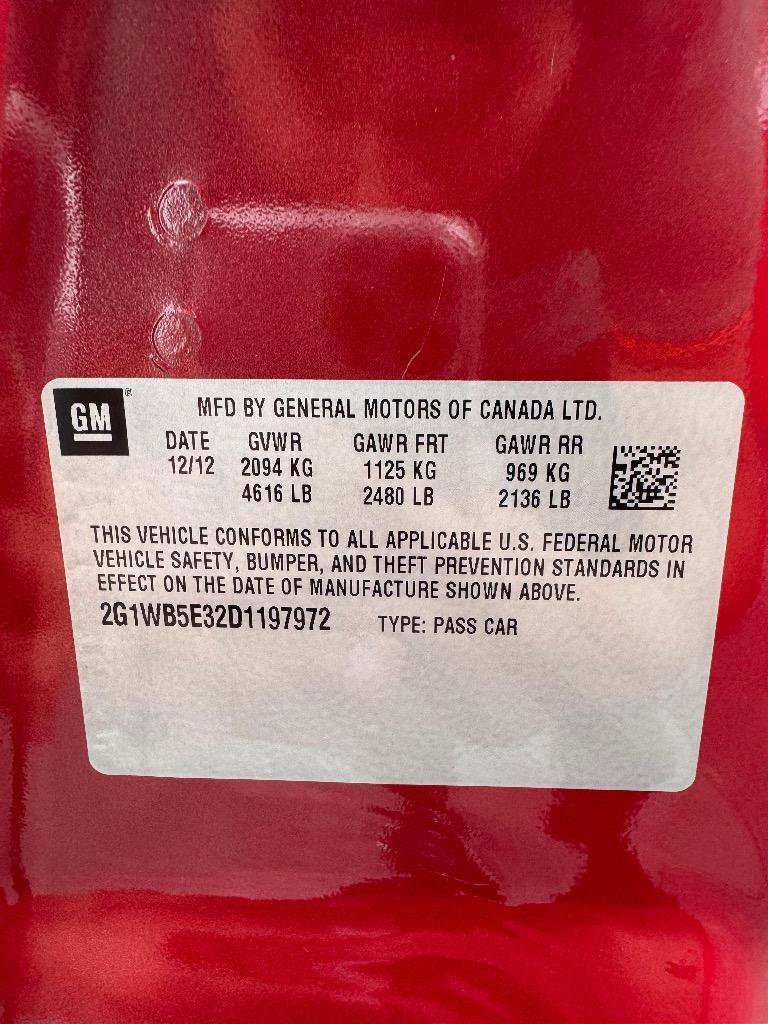 GM®
MFD BY GENERAL MOTORS OF CANADA LTD.
DATE GVWR GAWR FRT GAWR RR
12/12 2094 KG 1125 KG 969 KG
4616 LB 2480 LB 2136 LB
THIS VEHICLE CONFORMS TO ALL APPLICABLE U.S. FEDERAL MOTOR
VEHICLE SAFETY, BUMPER, AND THEFT PREVENTION STANDARDS IN
EFFECT ON THE DATE OF MANUFACTURE SHOWN ABOVE.
2G1WB5E32D1197972 TYPE: PASS CAR